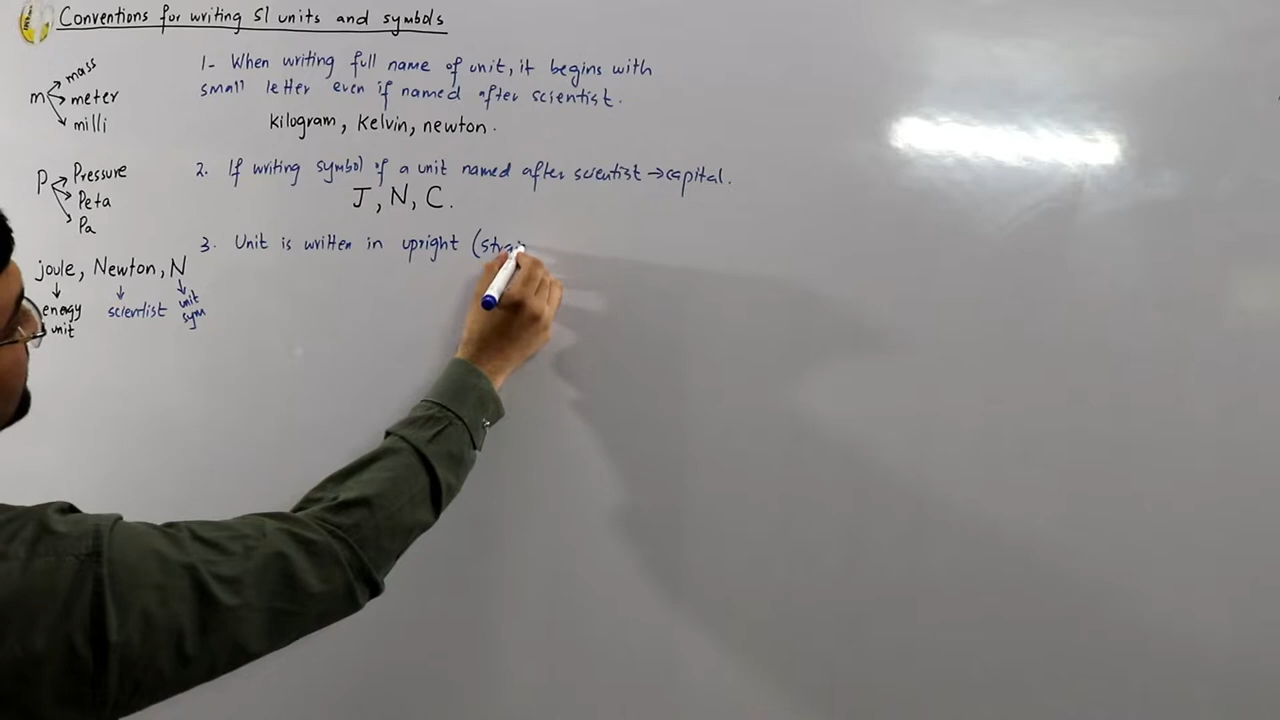 Conventions for writing SI units and symbols
m
mass
meter
milli
1- When writing full name of unit, it begins with
small letter even if named after scientist.
kilogram, kelvin, newton.
P
Pressure
Peta
Pa
2. If writing symbol of a unit named after scientist → capital.
J, N, C.
3. Unit is written in upright (
joule, Newton, N
energy unit
scientist
unit sym